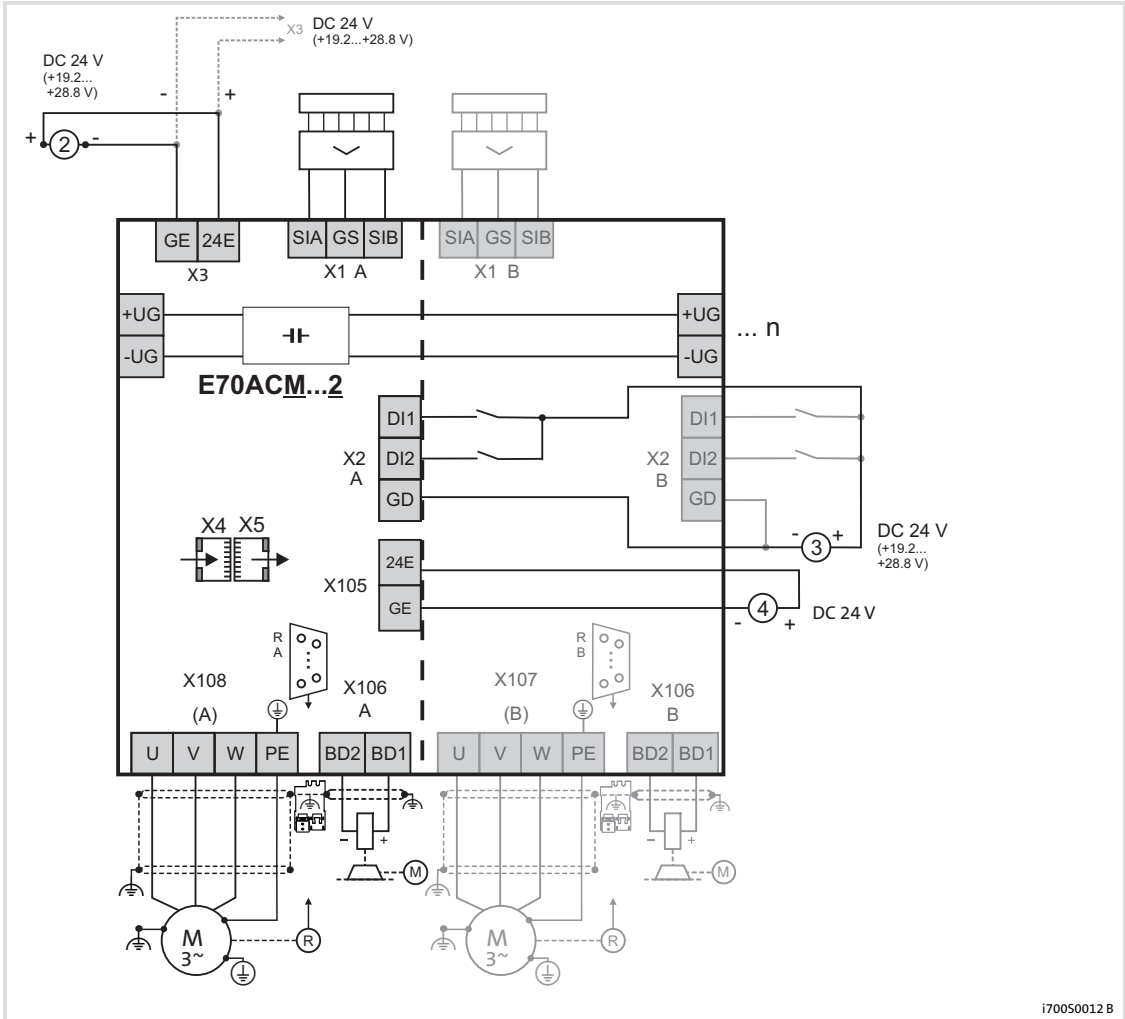 X3 DC 24 V
(+19.2...+28.8 V)
DC 24 V
(+19.2...
+28.8 V)
- +
+ 2 -
SIA GS SIB
SIA GS SIB
GE 24E
X3
X1 A
X1 B
+UG
+UG
... n
-UG
-UG
E70ACM...2
DI1
DI1
X2
A
DI2
X2
B
DI2
GD
GD
- 3 +
DC 24 V
(+19.2...
+28.8 V)
X4 X5
24E
X105
GE
- 4 +
DC 24 V
R
A
R
B
X108
(A)
X106
A
X107
(B)
X106
B
U V W PE
BD2 BD1
U V W PE
BD2 BD1
- +
- +
M
M
M
3~
R
M
3~
R
i700S0012 B